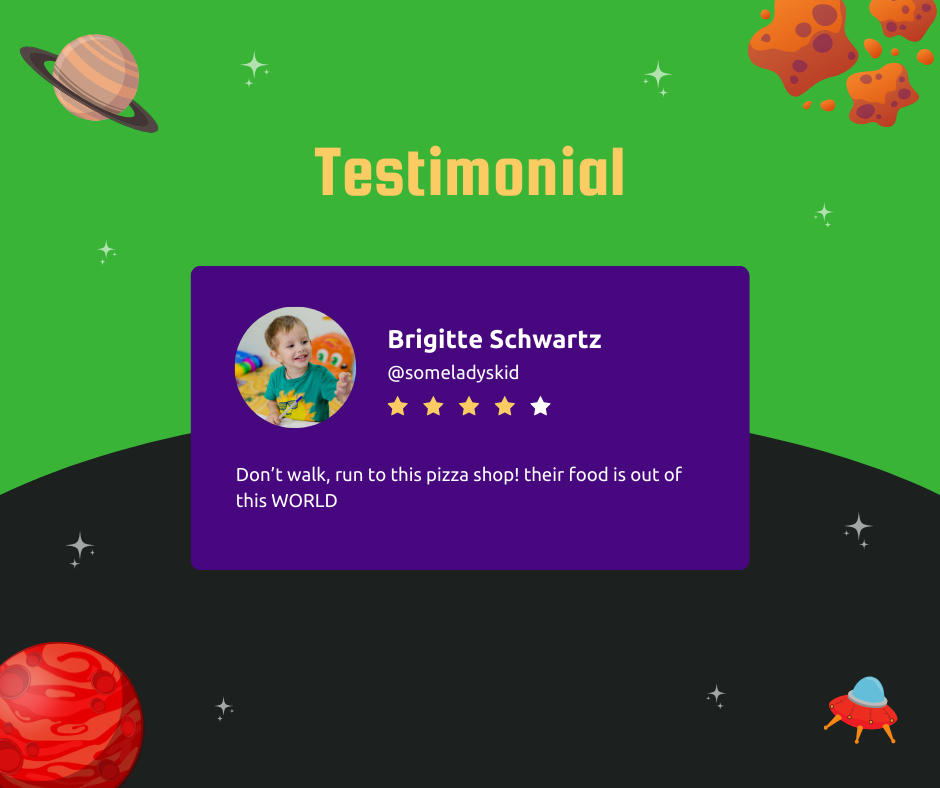 Testimonial
Brigitte Schwartz
@someladyskid
Don’t walk, run to this pizza shop! their food is out of
this WORLD